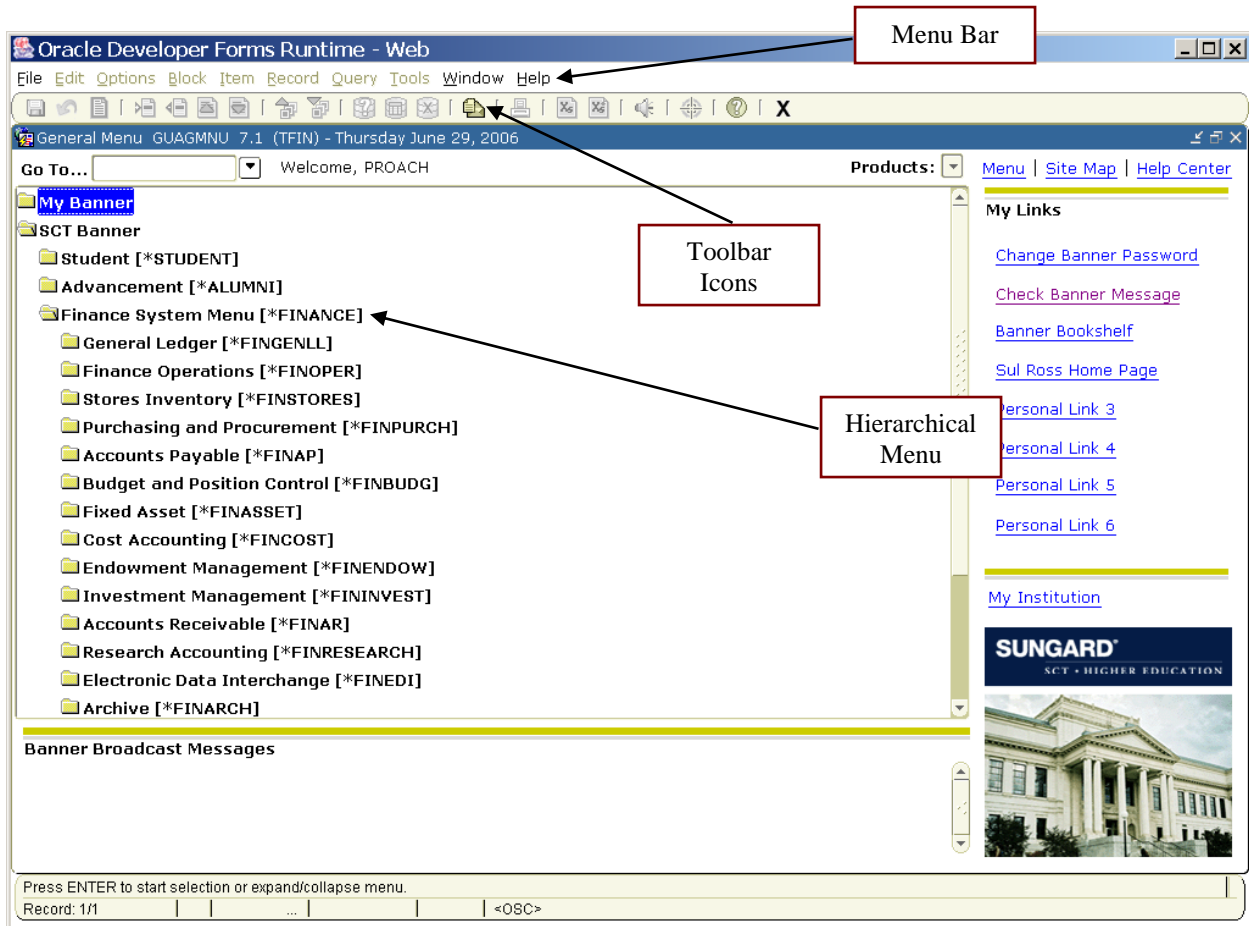 Menu Bar
Oracle Developer Forms Runtime - Web
File Edit Options Block Item Record Query Tools Window Help
X
General Menu GUAGMNU 7.1 (TFIN) - Thursday June 29, 2006
Go To... Welcome, PROACH Products: Menu | Site Map | Help Center
My Banner
SCT Banner
Student [*STUDENT]
Advancement [*ALUMNI]
Finance System Menu [*FINANCE]
General Ledger [*FINGENLL]
Finance Operations [*FINOPER]
Stores Inventory [*FINSTORES]
Purchasing and Procurement [*FINPURCH]
Accounts Payable [*FINAP]
Budget and Position Control [*FINBUDG]
Fixed Asset [*FINASSET]
Cost Accounting [*FINCOST]
Endowment Management [*FINENDOW]
Investment Management [*FININVEST]
Accounts Receivable [*FINAR]
Research Accounting [*FINRESEARCH]
Electronic Data Interchange [*FINEDI]
Archive [*FINARCH]
Toolbar
Icons
Hierarchical
Menu
My Links
Change Banner Password
Check Banner Message
Banner Bookshelf
Sul Ross Home Page
Personal Link 3
Personal Link 4
Personal Link 5
Personal Link 6
My Institution
SUNGARD®
SCT • HIGHER EDUCATION
Banner Broadcast Messages
Press ENTER to start selection or expand/collapse menu.
Record: 1/1 ... <OSC>